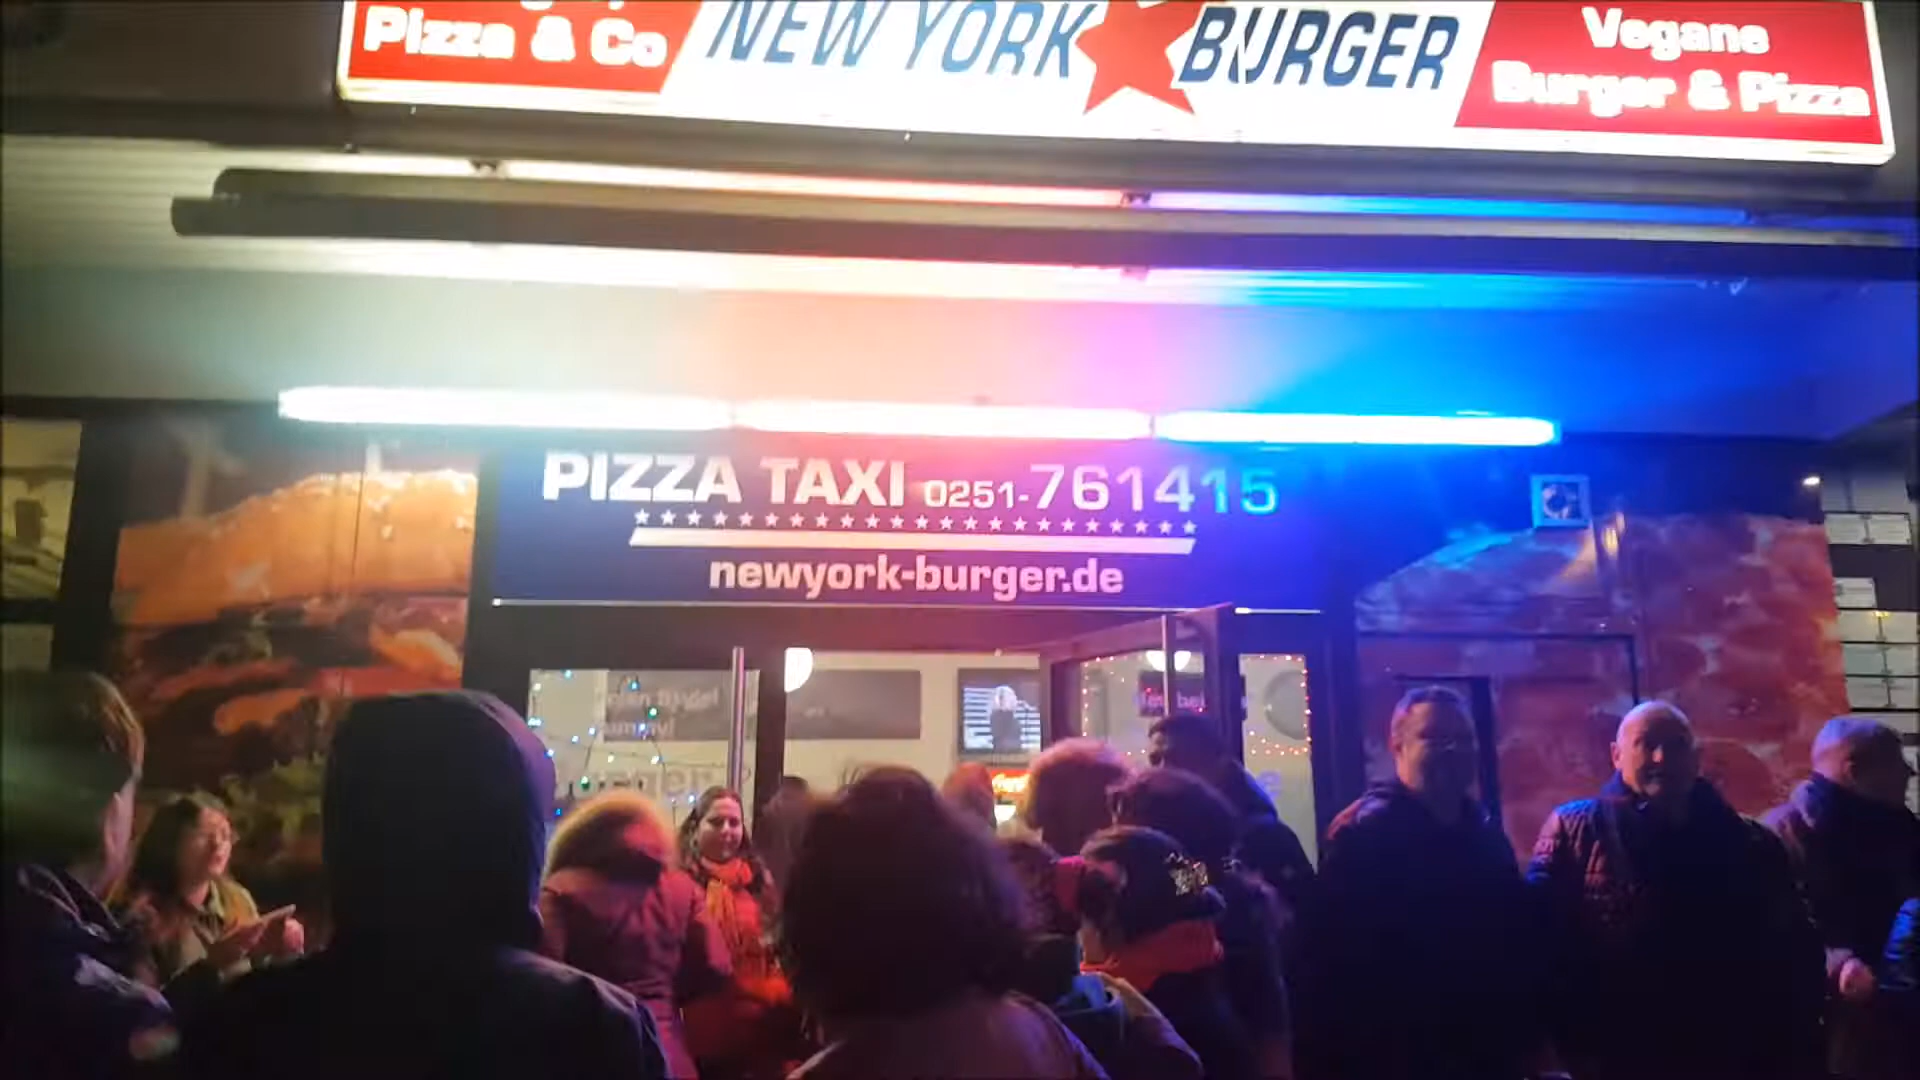 Pizza & Co
NEW YORK BURGER
Vegane
Burger & Pizza
PIZZA TAXI 0251-761415
newyork-burger.de